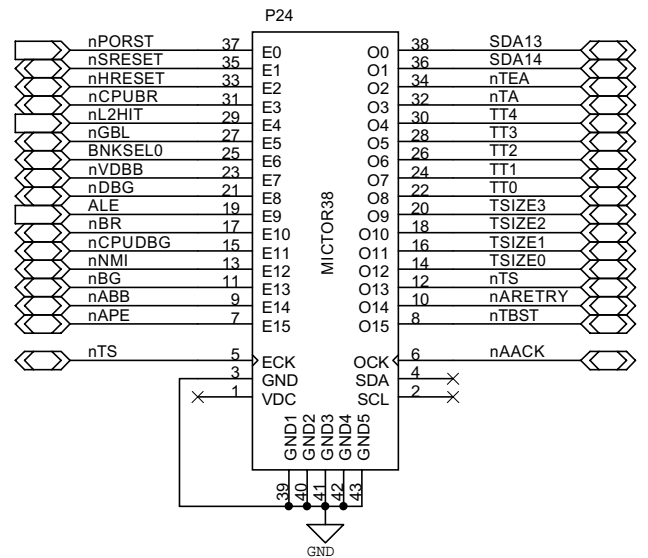 P24
nPORST 37 E0 O0 38 SDA13
nSRESET 35 E1 O1 36 SDA14
nHRESET 33 E2 O2 34 nTEA
nCPUBR 31 E3 O3 32 nTA
nL2HIT 29 E4 O4 30 TT4
nGBL 27 E5 O5 28 TT3
BNKSEL0 25 E6 O6 26 TT2
nVDBB 23 E7 O7 24 TT1
nDBG 21 E8 O8 22 TT0
ALE 19 E9 O9 20 TSIZE3
nBR 17 E10 O10 18 TSIZE2
nCPUDBG 15 E11 O11 16 TSIZE1
nNMI 13 E12 O12 14 TSIZE0
nBG 11 E13 O13 12 nTS
nABB 9 E14 O14 10 nARETRY
nAPE 7 E15 O15 8 nTBST
MICTOR38
nTS 5 ECK OCK 6 nAACK
3 GND SDA 4
1 VDC SCL 2
GND1 GND2 GND3 GND4 GND5
39 40 41 42 43
GND